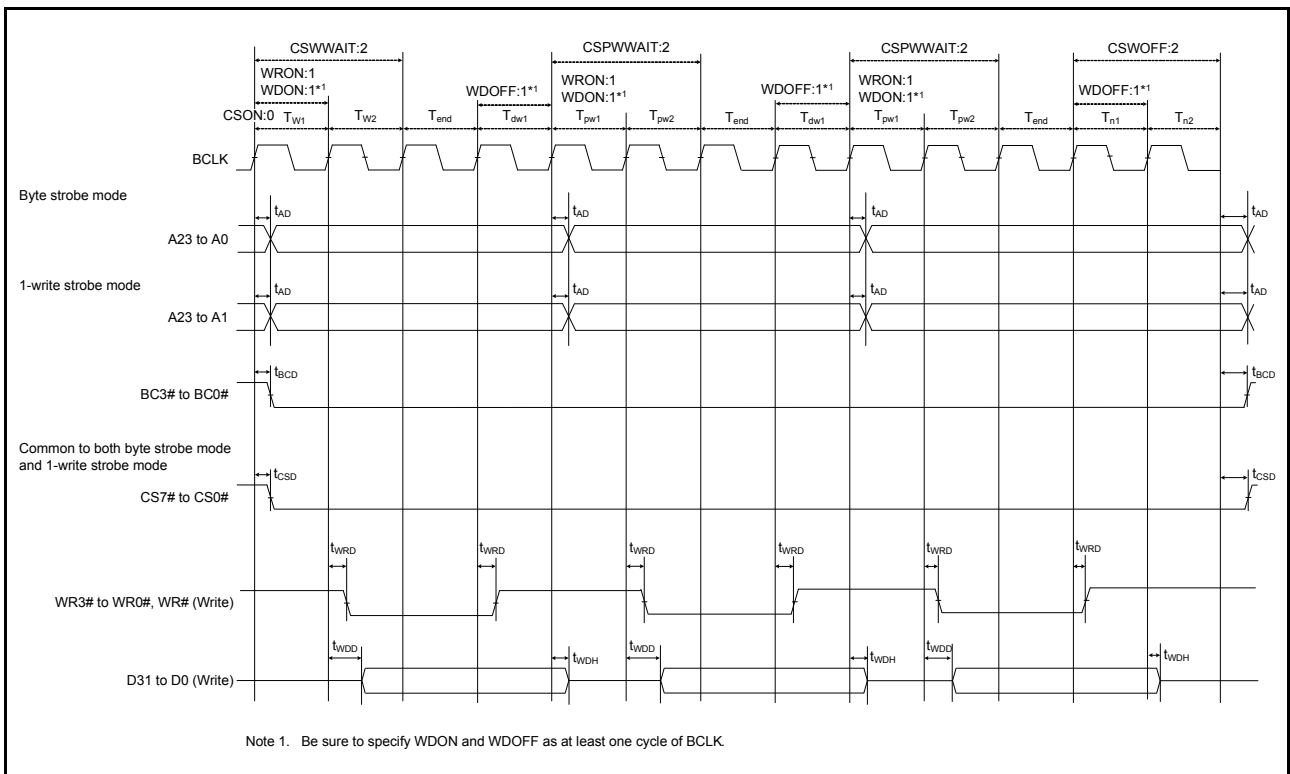 CSWWAIT:2 CSPWWAIT:2 CSPWWAIT:2 CSWOFF:2
WRON:1 WRON:1 WRON:1
WDON:1*1 WDOFF:1*1 WDON:1*1 WDOFF:1*1 WDON:1*1 WDOFF:1*1
CSON:0 TW1 TW2 Tend Tdw1 Tpw1 Tpw2 Tend Tdw1 Tpw1 Tpw2 Tend Tn1 Tn2
BCLK
Byte strobe mode
tAD tAD tAD tAD
A23 to A0
1-write strobe mode
tAD tAD tAD tAD
A23 to A1
tBCD tBCD
BC3# to BC0#
Common to both byte strobe mode
and 1-write strobe mode
tCSD tCSD
CS7# to CS0#
tWRD tWRD tWRD tWRD tWRD tWRD
WR3# to WR0#, WR# (Write)
tWDD tWDH tWDD tWDH tWDD tWDH
D31 to D0 (Write)
Note 1. Be sure to specify WDON and WDOFF as at least one cycle of BCLK.